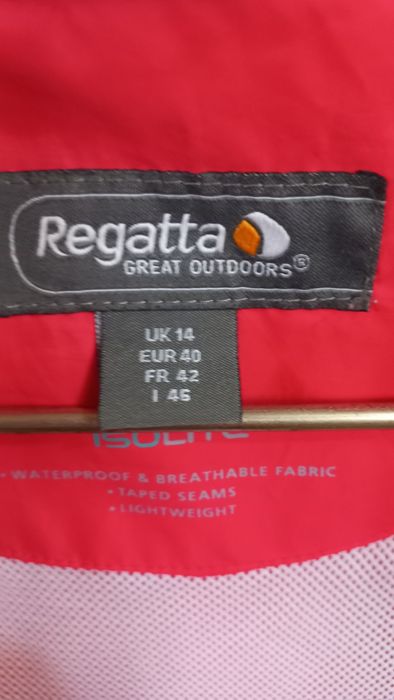 Regatta
GREAT OUTDOORS®
UK 14
EUR 40
FR 42
I 46
ISOLITE
• WATERPROOF & BREATHABLE FABRIC
• TAPED SEAMS
• LIGHTWEIGHT